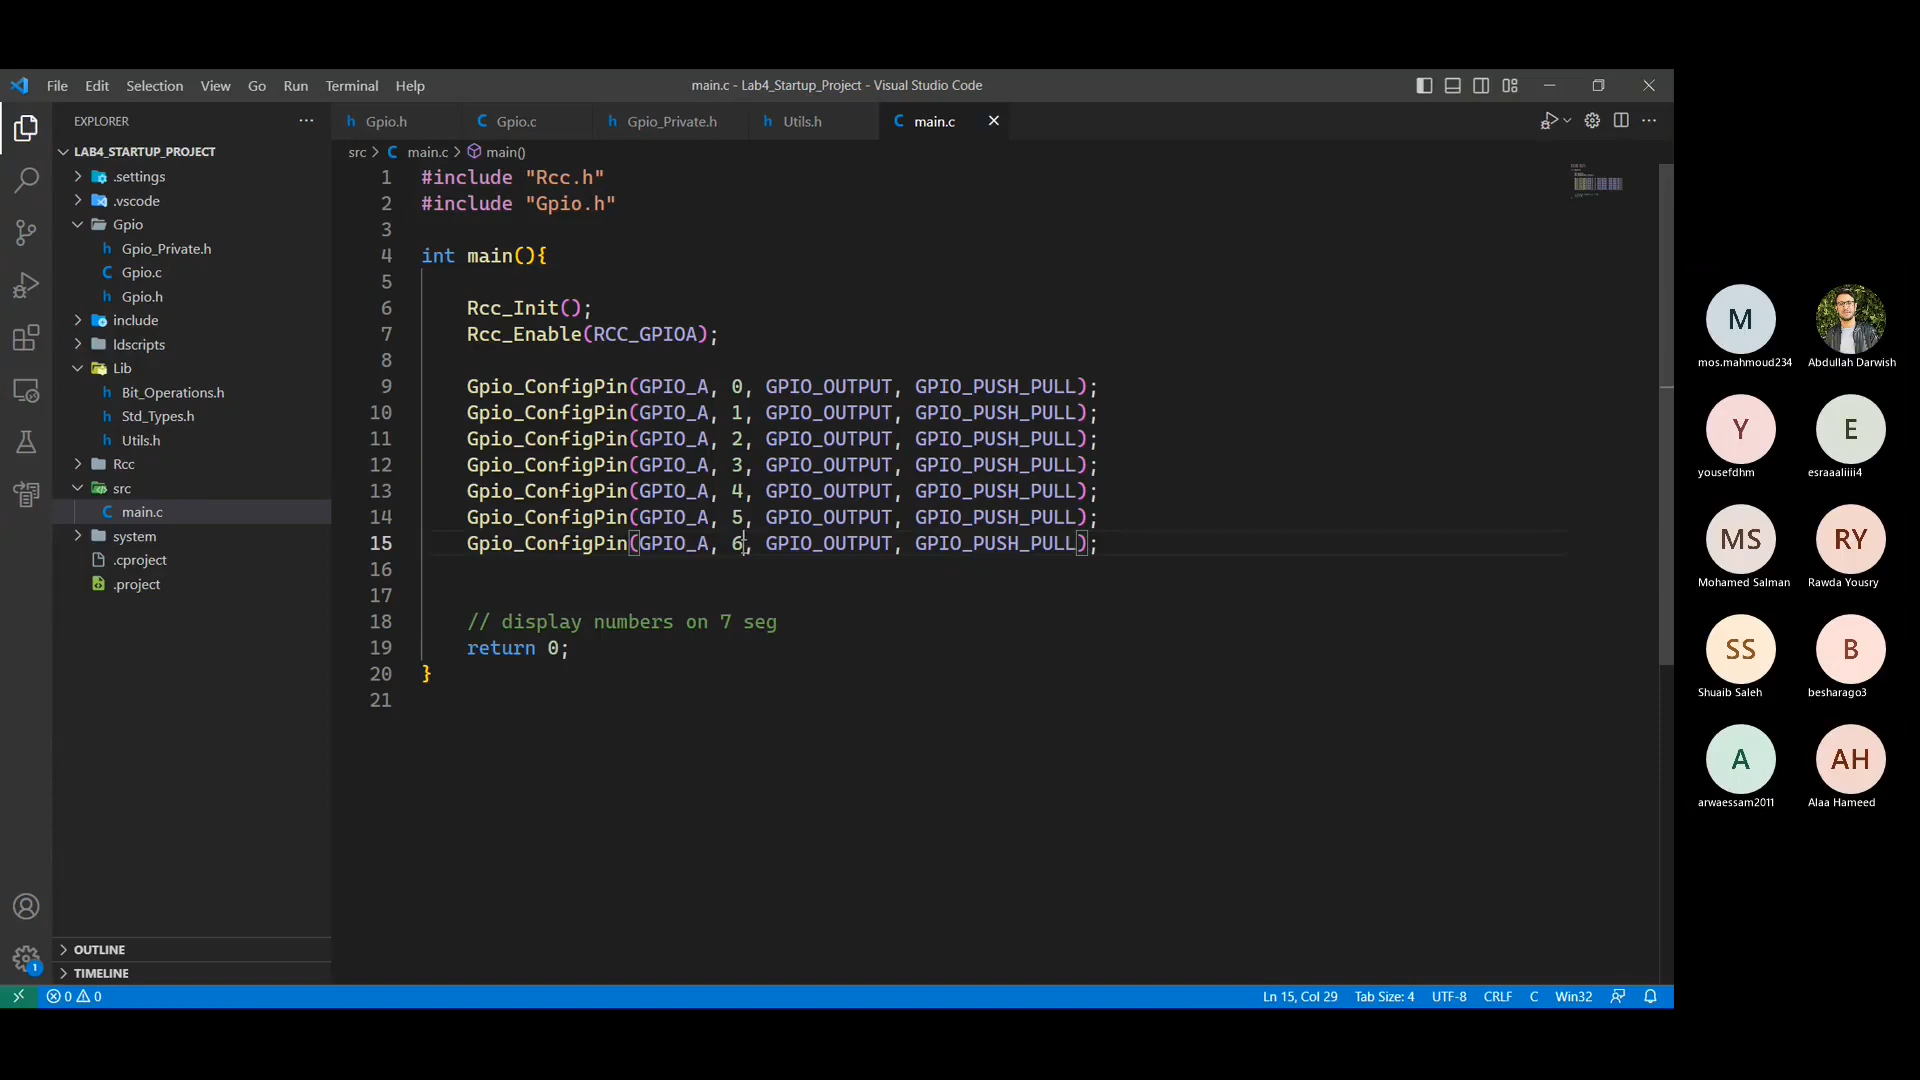 File Edit Selection View Go Run Terminal Help
main.c - Lab4_Startup_Project - Visual Studio Code
EXPLORER
LAB4_STARTUP_PROJECT
.settings
.vscode
Gpio
Gpio_Private.h
Gpio.c
Gpio.h
include
ldscripts
Lib
Bit_Operations.h
Std_Types.h
Utils.h
Rcc
src
main.c
system
.cproject
.project
OUTLINE
TIMELINE
Gpio.h Gpio.c Gpio_Private.h Utils.h main.c
src > main.c > main()
1 #include "Rcc.h"
2 #include "Gpio.h"
3
4 int main(){
5
6 Rcc_Init();
7 Rcc_Enable(RCC_GPIOA);
8
9 Gpio_ConfigPin(GPIO_A, 0, GPIO_OUTPUT, GPIO_PUSH_PULL);
10 Gpio_ConfigPin(GPIO_A, 1, GPIO_OUTPUT, GPIO_PUSH_PULL);
11 Gpio_ConfigPin(GPIO_A, 2, GPIO_OUTPUT, GPIO_PUSH_PULL);
12 Gpio_ConfigPin(GPIO_A, 3, GPIO_OUTPUT, GPIO_PUSH_PULL);
13 Gpio_ConfigPin(GPIO_A, 4, GPIO_OUTPUT, GPIO_PUSH_PULL);
14 Gpio_ConfigPin(GPIO_A, 5, GPIO_OUTPUT, GPIO_PUSH_PULL);
15 Gpio_ConfigPin(GPIO_A, 6, GPIO_OUTPUT, GPIO_PUSH_PULL);
16
17
18 // display numbers on 7 seg
19 return 0;
20 }
21
1
0 0
Ln 15, Col 29 Tab Size: 4 UTF-8 CRLF C Win32
M
mos.mahmoud234 Abdullah Darwish
Y E
yousefdhm esraaliiii4
MS RY
Mohamed Salman Rawda Yousry
SS B
Shuaib Saleh besharago3
A AH
arwaessam2011 Alaa Hameed